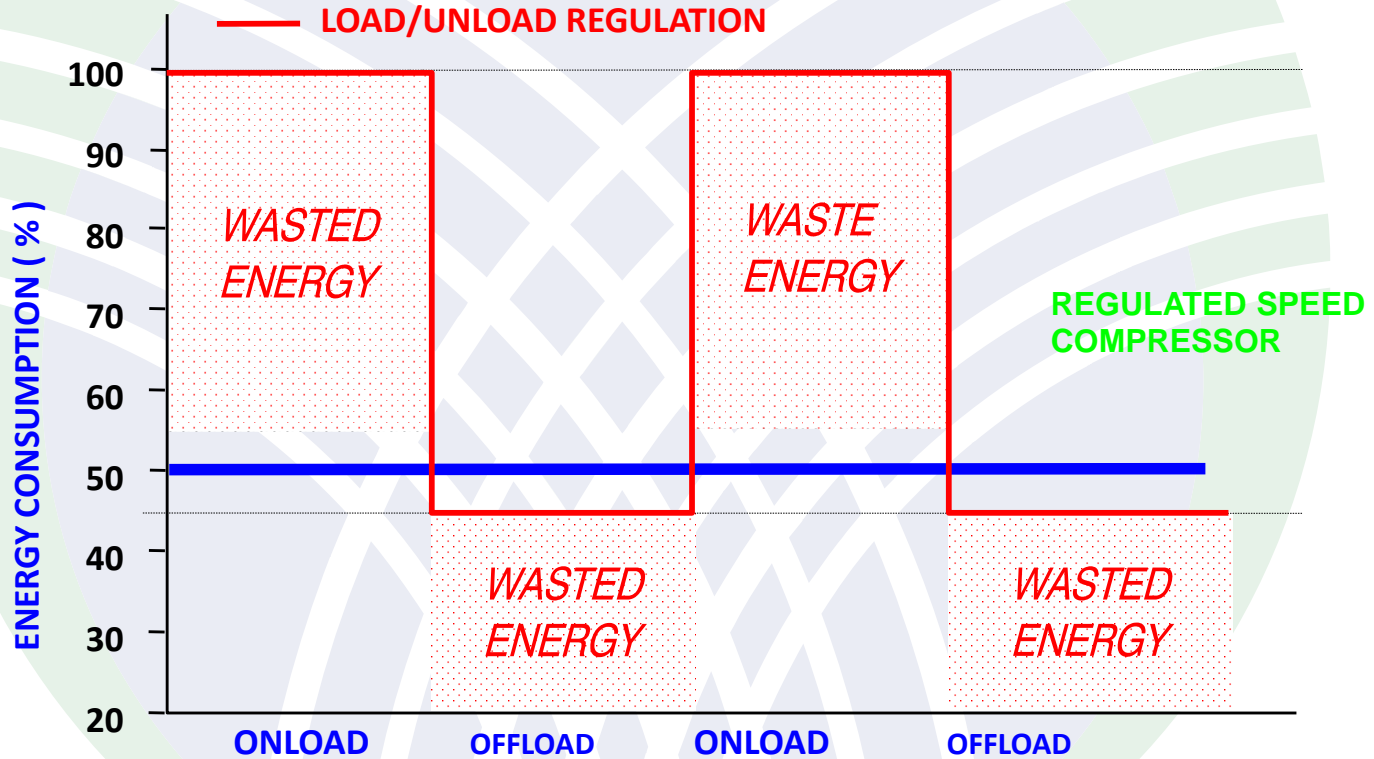 LOAD/UNLOAD REGULATION
100
90
80
70
60
50
40
30
20
ENERGY CONSUMPTION ( % )
WASTED
ENERGY
WASTE
ENERGY
REGULATED SPEED
COMPRESSOR
WASTED
ENERGY
WASTED
ENERGY
ONLOAD OFFLOAD ONLOAD OFFLOAD